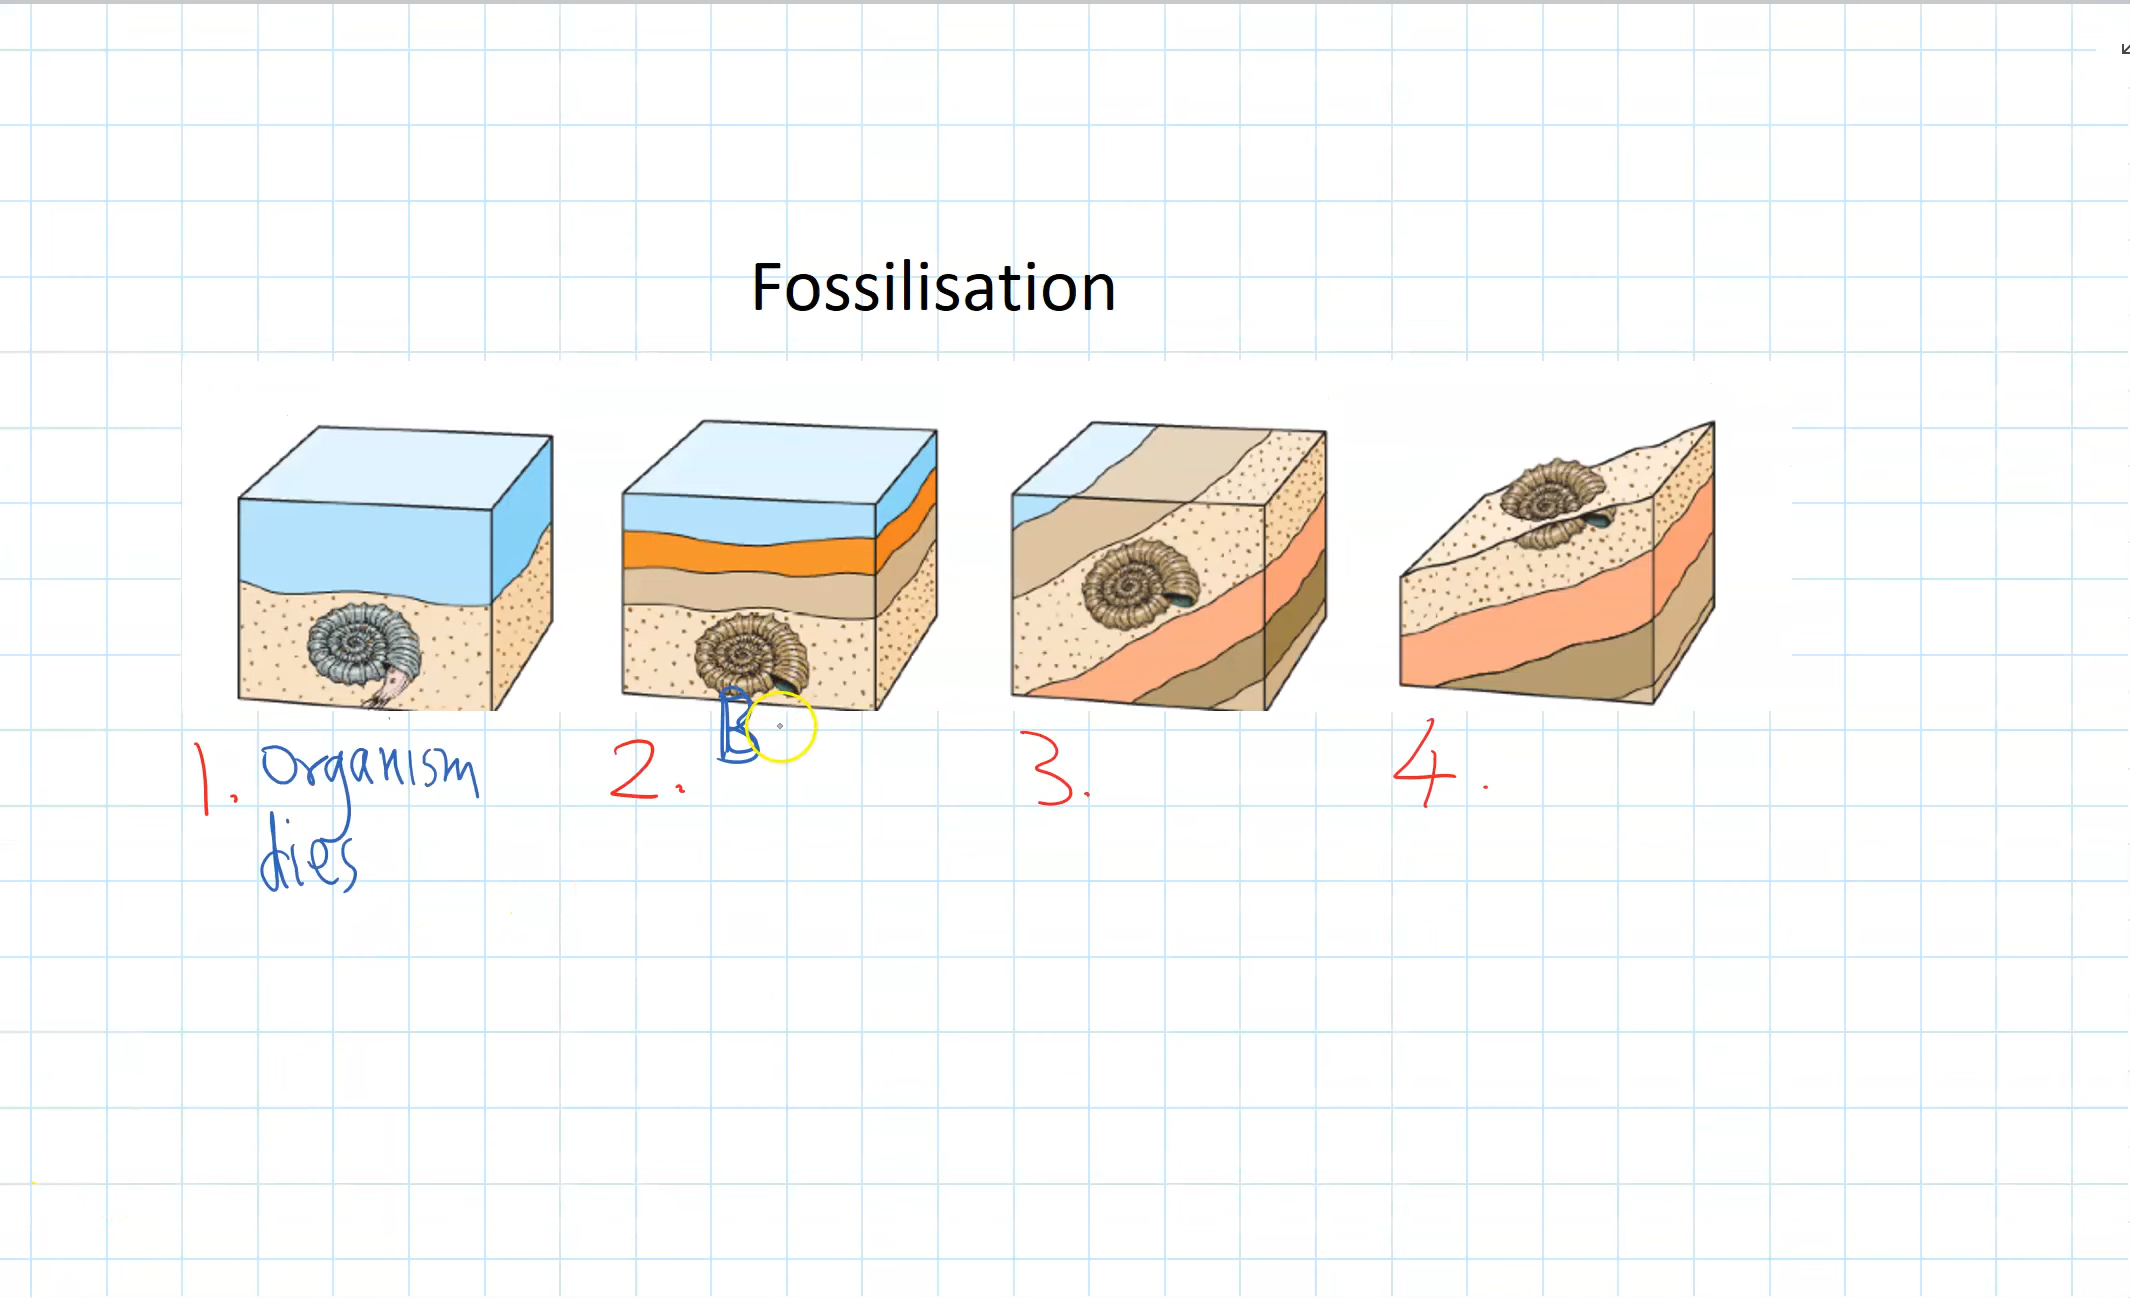 Fossilisation
1. Organism
dies
2. B
3.
4.